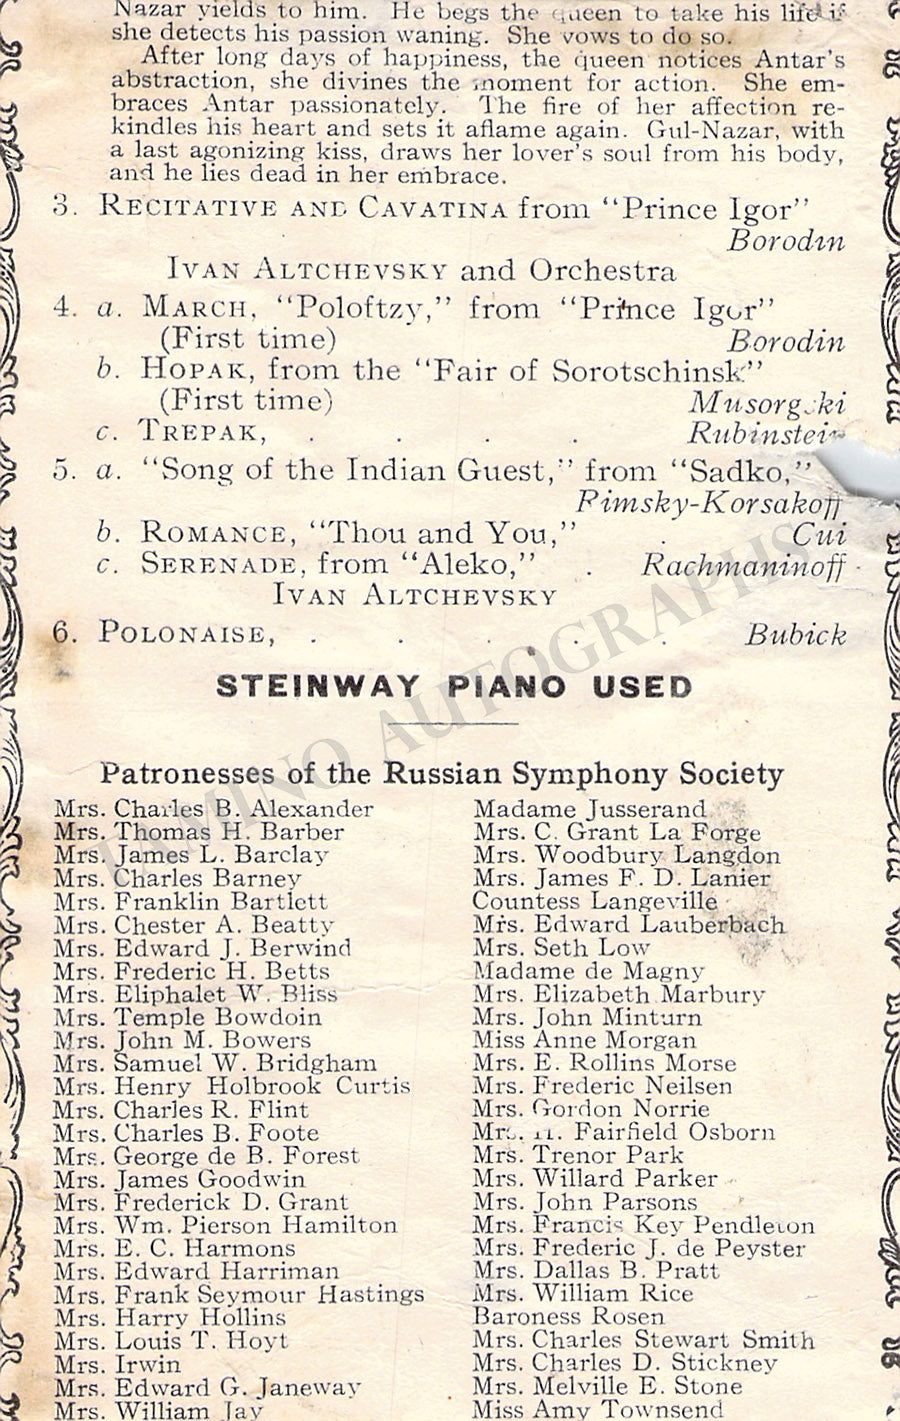 Nazar yields to him. He begs the queen to take his life if
she detects his passion waning. She vows to do so.
After long days of happiness, the queen notices Antar's
abstraction, she divines the moment for action. She em-
braces Antar passionately. The fire of her affection re-
kindles his heart and sets it aflame again. Gul-Nazar, with
a last agonizing kiss, draws her lover's soul from his body,
and he lies dead in her embrace.
3. RECITATIVE AND CAVATINA from "Prince Igor"
Borodin
IVAN ALTCHEVSKY and Orchestra
4. a. MARCH, "Poloftzy," from "Prince Igor"
(First time) Borodin
b. HOPAK, from the "Fair of Sorotschinsk"
(First time) Musorgski
c. TREPAK, . . . . Rubinstein
5. a. "Song of the Indian Guest," from "Sadko,"
Rimsky-Korsakoff
b. ROMANCE, "Thou and You," . Cui
c. SERENADE, from "Aleko," . Rachmaninoff
IVAN ALTCHEVSKY
6. POLONAISE, . . . . . Bubick
STEINWAY PIANO USED
TAMINO AUTOGRAPHS
Patronesses of the Russian Symphony Society
Mrs. Charles B. Alexander
Mrs. Thomas H. Barber
Mrs. James L. Barclay
Mrs. Charles Barney
Mrs. Franklin Bartlett
Mrs. Chester A. Beatty
Mrs. Edward J. Berwind
Mrs. Frederic H. Betts
Mrs. Eliphalet W. Bliss
Mrs. Temple Bowdoin
Mrs. John M. Bowers
Mrs. Samuel W. Bridgham
Mrs. Henry Holbrook Curtis
Mrs. Charles R. Flint
Mrs. Charles B. Foote
Mrs. George de B. Forest
Mrs. James Goodwin
Mrs. Frederick D. Grant
Mrs. Wm. Pierson Hamilton
Mrs. E. C. Harmons
Mrs. Edward Harriman
Mrs. Frank Seymour Hastings
Mrs. Harry Hollins
Mrs. Louis T. Hoyt
Mrs. Irwin
Mrs. Edward G. Janeway
Mrs. William Jay
Madame Jusserand
Mrs. C. Grant La Forge
Mrs. Woodbury Langdon
Mrs. James F. D. Lanier
Countess Langeville
Mrs. Edward Lauberbach
Mrs. Seth Low
Madame de Magny
Mrs. Elizabeth Marbury
Mrs. John Minturn
Miss Anne Morgan
Mrs. E. Rollins Morse
Mrs. Frederic Neilsen
Mrs. Gordon Norrie
Mrs. H. Fairfield Osborn
Mrs. Trenor Park
Mrs. Willard Parker
Mrs. John Parsons
Mrs. Francis Key Pendleton
Mrs. Frederic J. de Peyster
Mrs. Dallas B. Pratt
Mrs. William Rice
Baroness Rosen
Mrs. Charles Stewart Smith
Mrs. Charles D. Stickney
Mrs. Melville E. Stone
Miss Amy Townsend